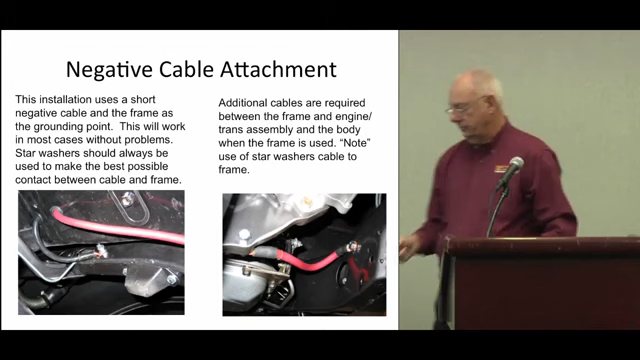 Negative Cable Attachment
This installation uses a short
negative cable and the frame as
the grounding point.  This will work
in most cases without problems.
Star washers should always be
used to make the best possible
contact between cable and frame.
Additional cables are required
between the frame and engine/
trans assembly and the body
when the frame is used. “Note”
use of star washers cable to
frame.